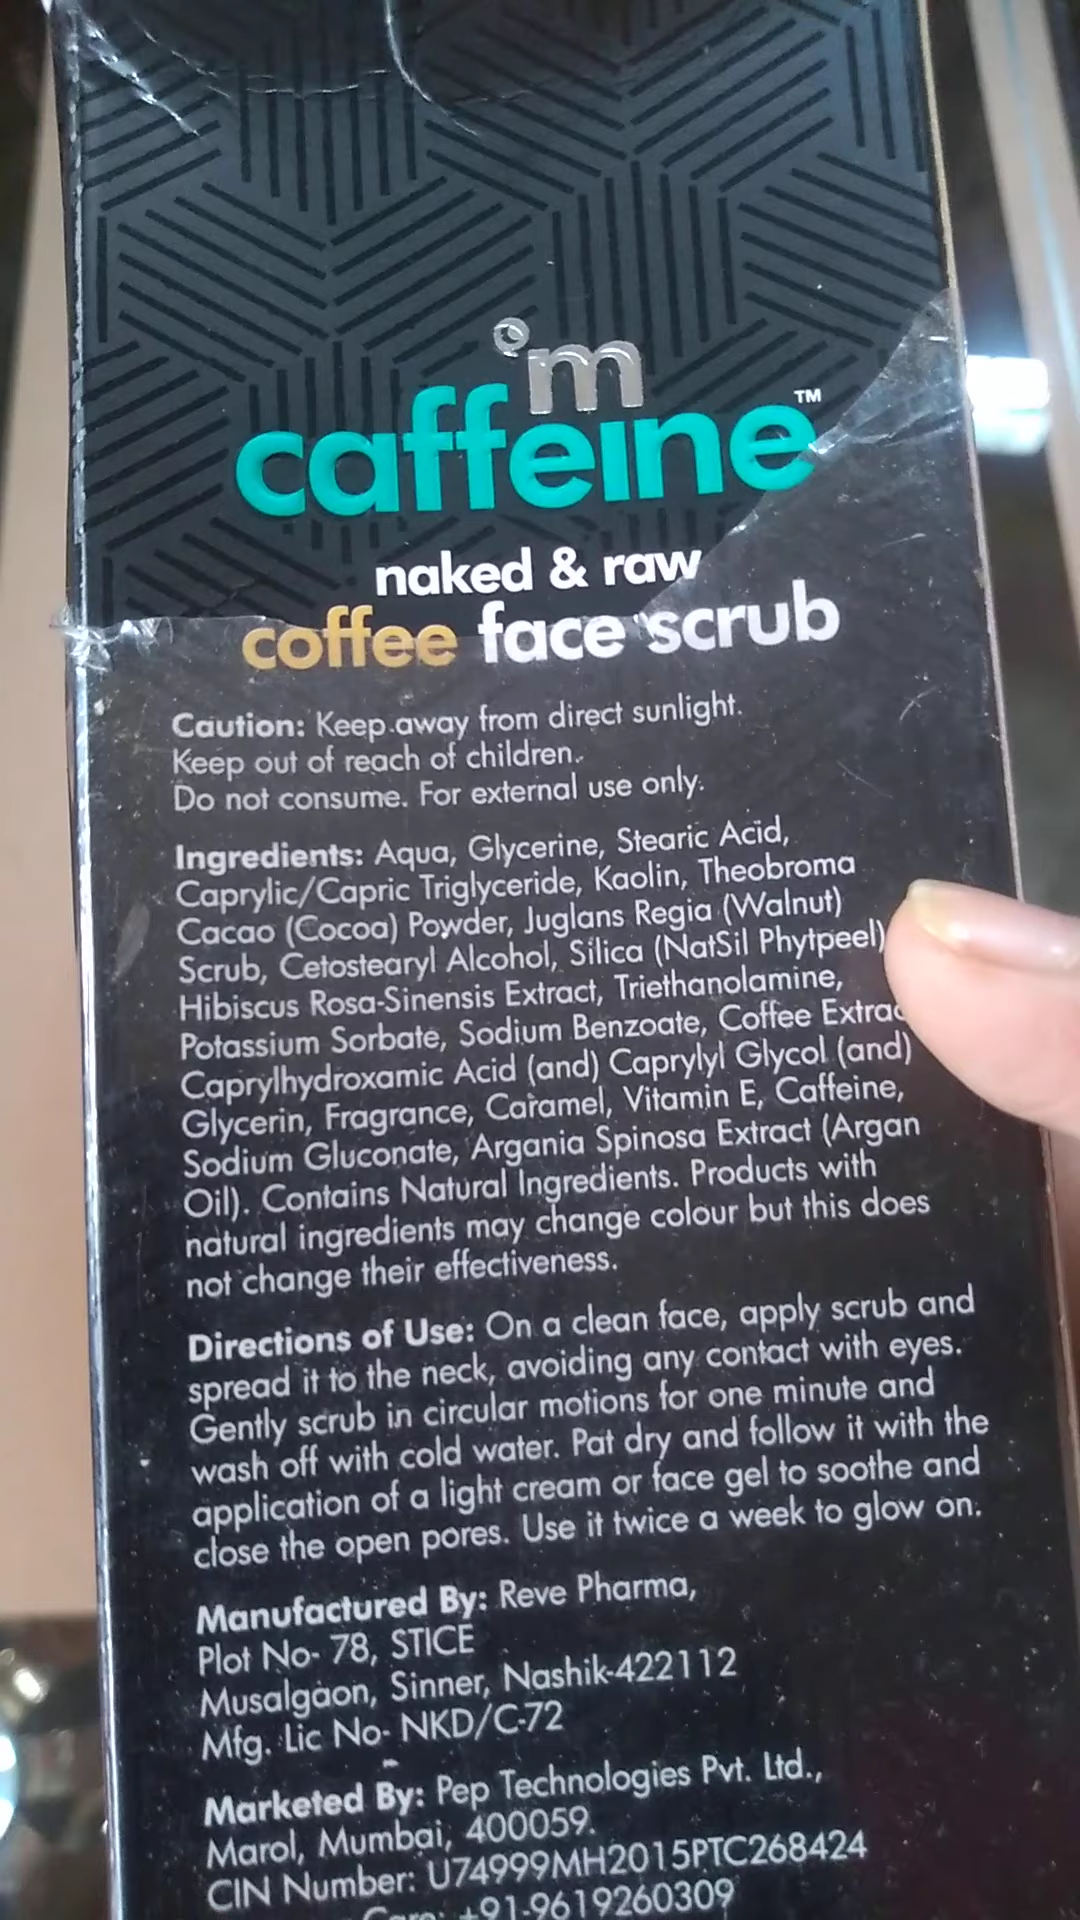 m
caffeine™
naked & raw
coffee face scrub
Caution: Keep away from direct sunlight.
Keep out of reach of children.
Do not consume. For external use only.
Ingredients: Aqua, Glycerine, Stearic Acid,
Caprylic/Capric Triglyceride, Kaolin, Theobroma
Cacao (Cocoa) Powder, Juglans Regia (Walnut)
Scrub, Cetostearyl Alcohol, Silica (NatSil Phytpeel)
Hibiscus Rosa-Sinensis Extract, Triethanolamine,
Potassium Sorbate, Sodium Benzoate, Coffee
Caprylhydroxamic Acid (and) Caprylyl Glycol (and)
Glycerin, Fragrance, Caramel, Vitamin E, Caffeine,
Sodium Gluconate, Argania Spinosa Extract (Argan
Oil). Contains Natural Ingredients. Products with
natural ingredients may change colour but this does
not change their effectiveness.
Directions of Use: On a clean face, apply scrub and
spread it to the neck, avoiding any contact with eyes.
Gently scrub in circular motions for one minute and
wash off with cold water. Pat dry and follow it with the
application of a light cream or face gel to soothe and
close the open pores. Use it twice a week to glow on.
Manufactured By: Reve Pharma,
Plot No- 78, STICE
Musalgaon, Sinner, Nashik-422112
Mfg. Lic No- NKD/C-72
Marketed By: Pep Technologies Pvt. Ltd.,
Marol, Mumbai, 400059.
CIN Number: U74999MH2015PTC268424
Care: +91-9619260309